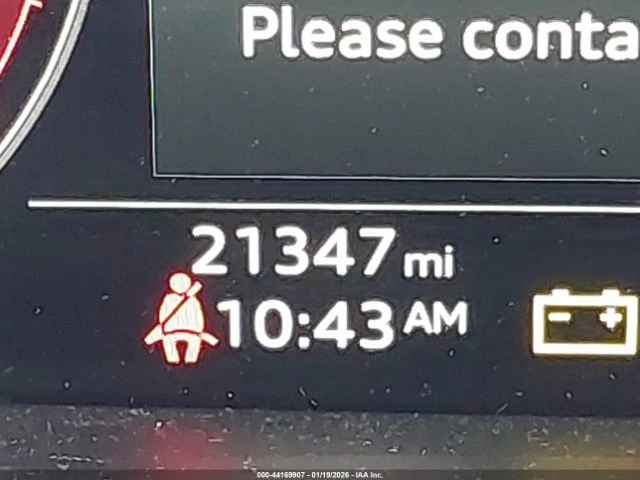 Please conta
21347 mi
10:43 AM
000-44169907 - 01/19/2026 - IAA Inc.